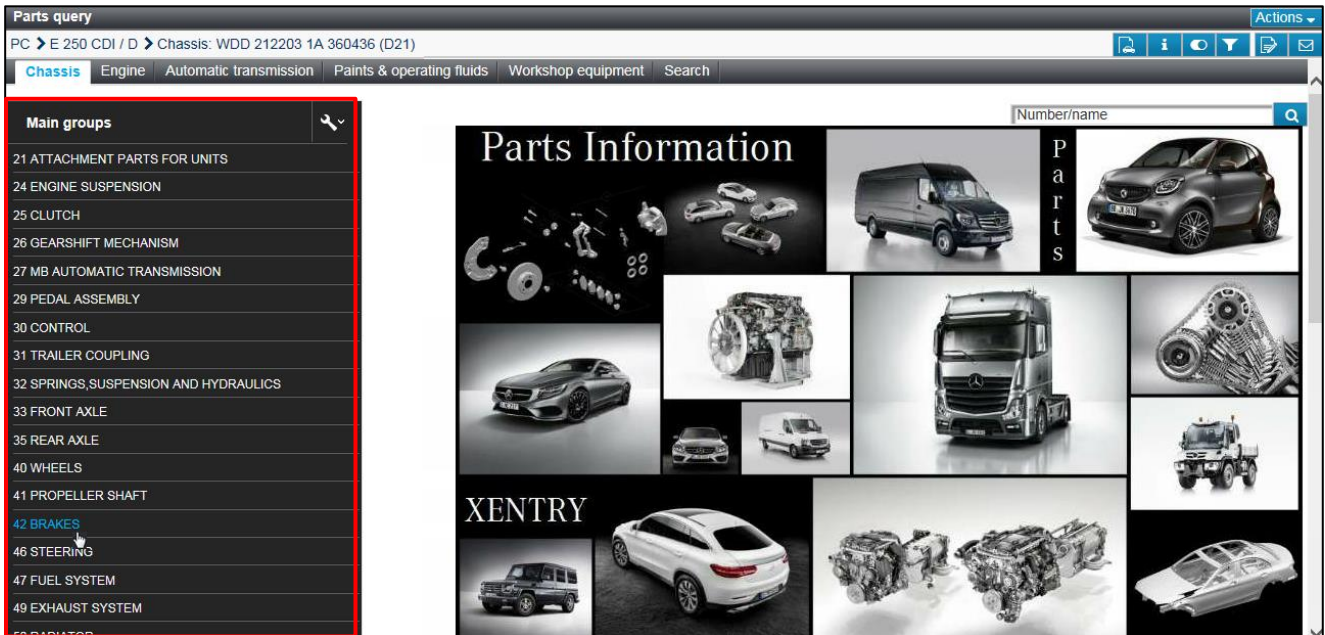 Parts query
Actions
PC > E 250 CDI / D > Chassis: WDD 212203 1A 360436 (D21)
Chassis Engine Automatic transmission Paints & operating fluids Workshop equipment Search
Main groups
Number/name
21 ATTACHMENT PARTS FOR UNITS
24 ENGINE SUSPENSION
25 CLUTCH
26 GEARSHIFT MECHANISM
27 MB AUTOMATIC TRANSMISSION
29 PEDAL ASSEMBLY
30 CONTROL
31 TRAILER COUPLING
32 SPRINGS,SUSPENSION AND HYDRAULICS
33 FRONT AXLE
35 REAR AXLE
40 WHEELS
41 PROPELLER SHAFT
42 BRAKES
46 STEERING
47 FUEL SYSTEM
49 EXHAUST SYSTEM
50 RADIATOR
Parts Information
Parts
XENTRY